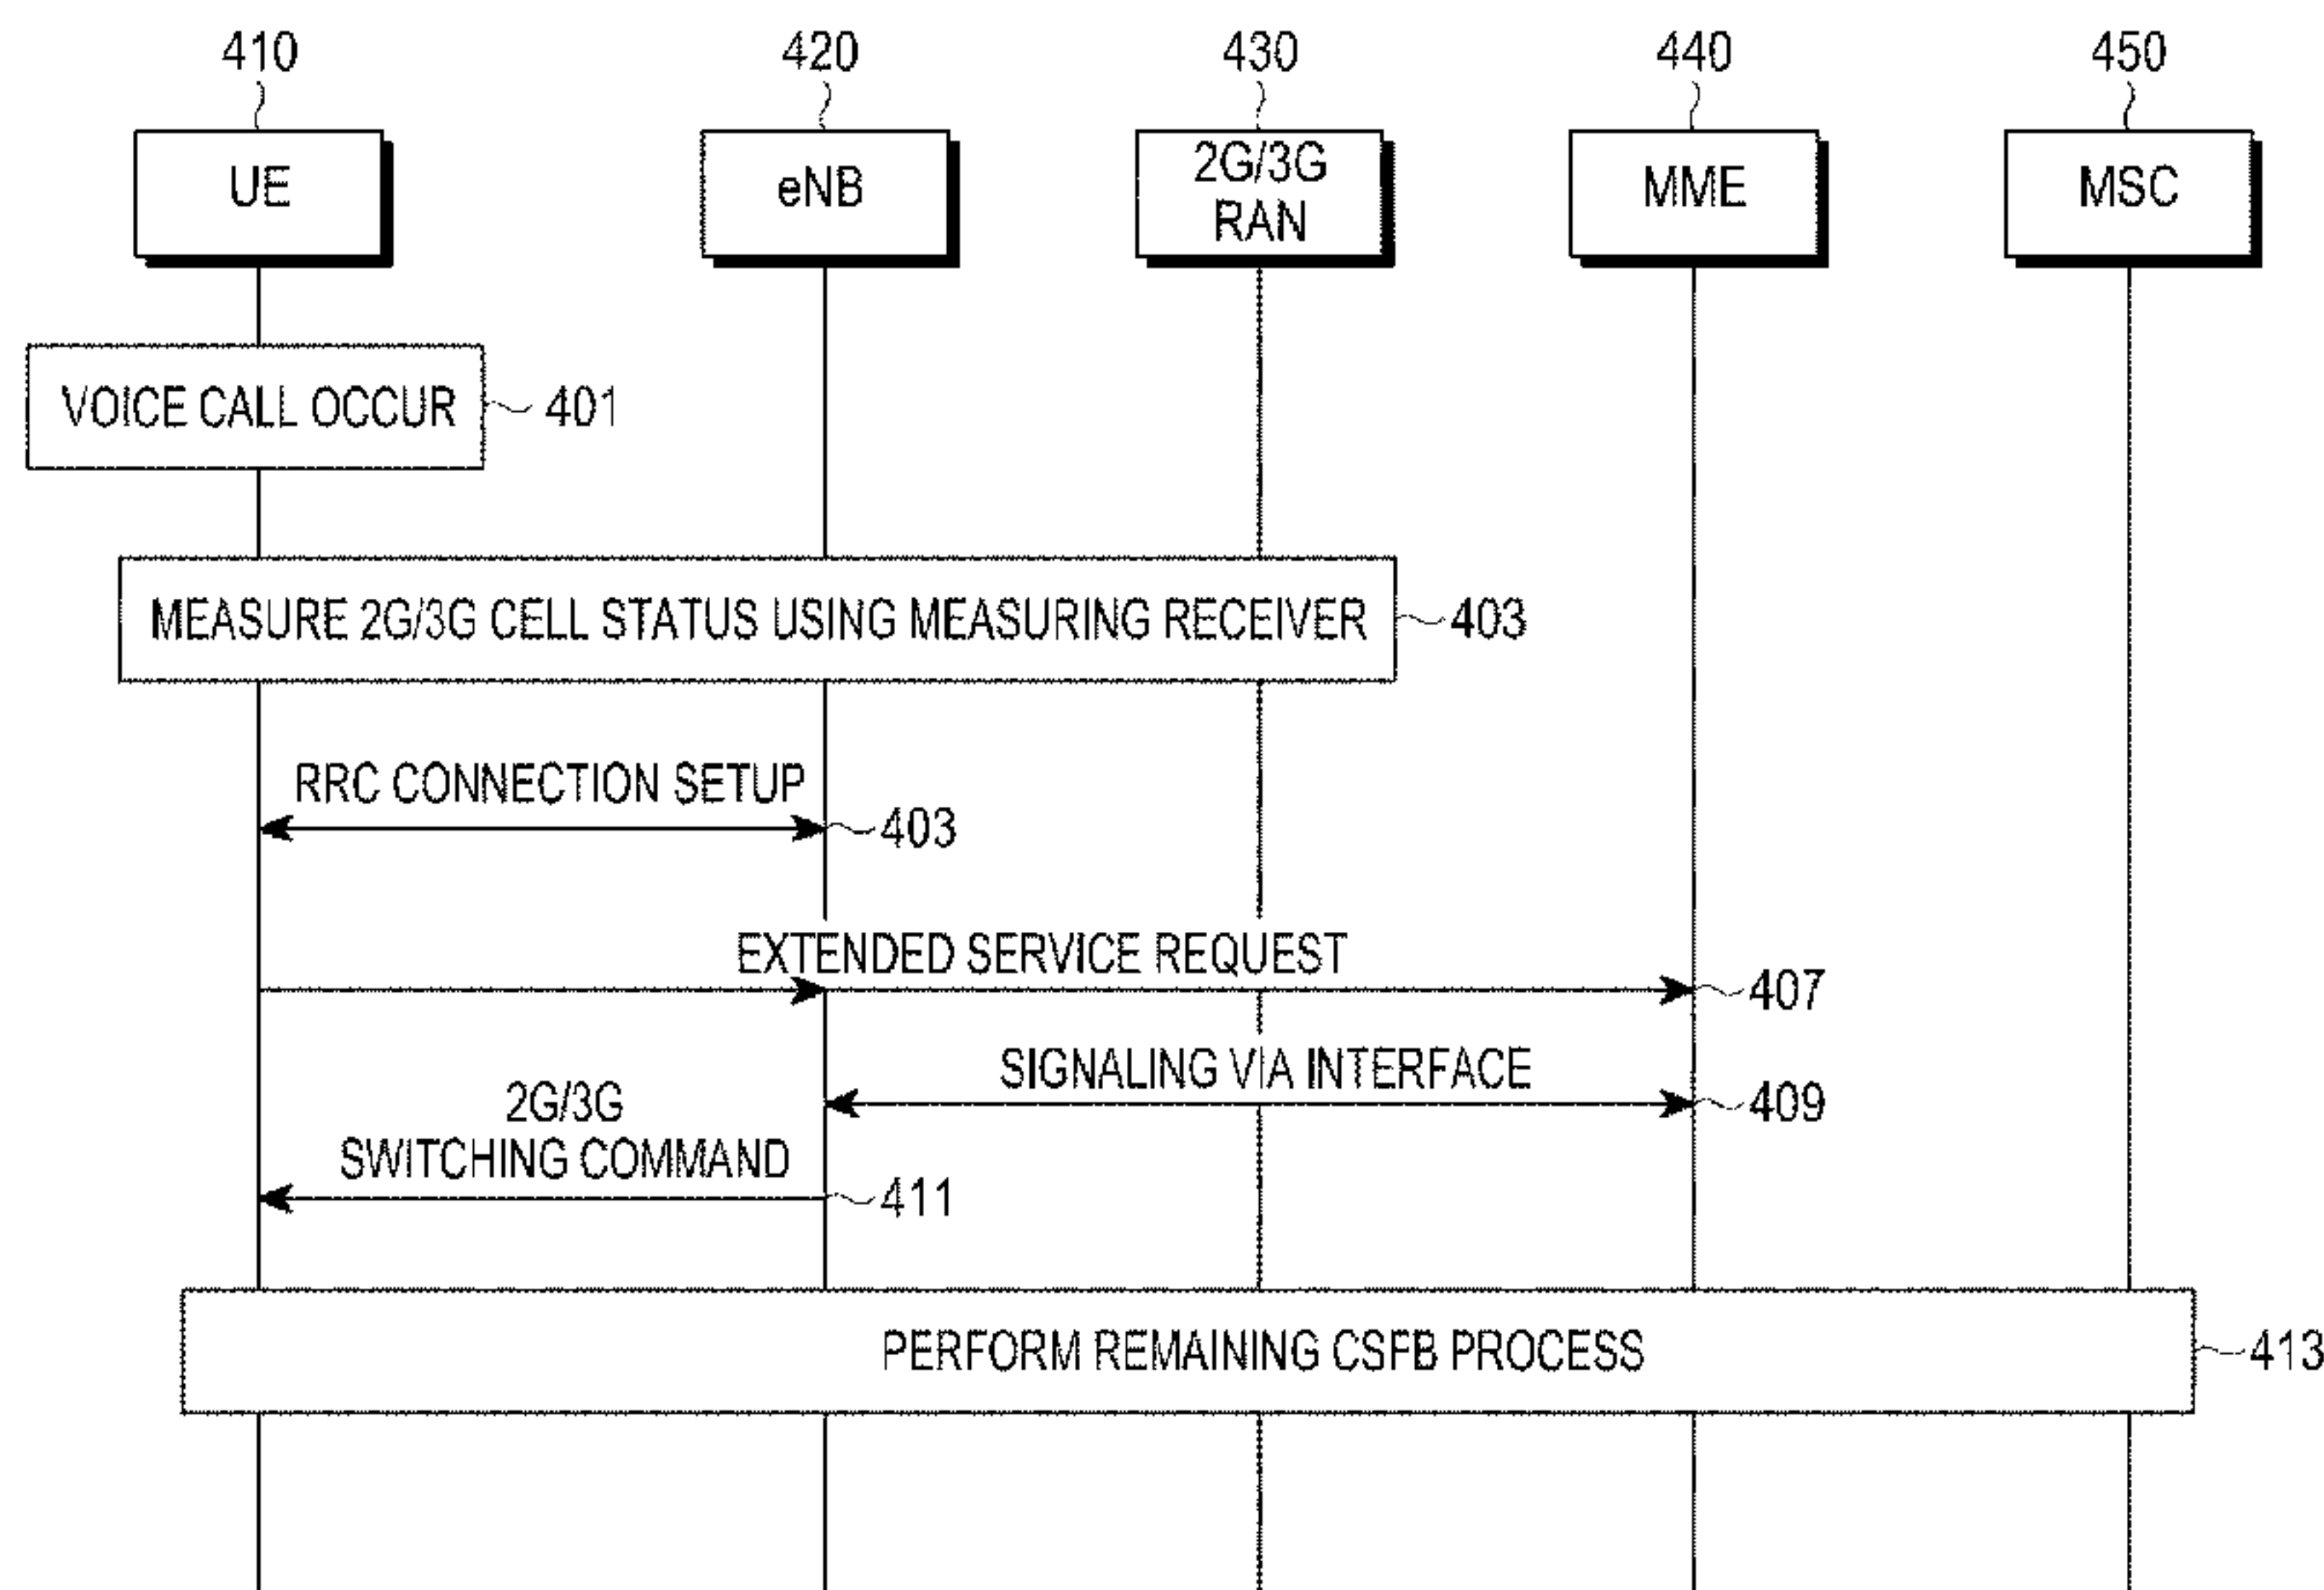 410
420
430
440
450
UE
eNB
2G/3G
RAN
MME
MSC
VOICE CALL OCCUR
401
MEASURE 2G/3G CELL STATUS USING MEASURING RECEIVER
403
RRC CONNECTION SETUP
403
EXTENDED SERVICE REQUEST
407
SIGNALING VIA INTERFACE
409
2G/3G
SWITCHING COMMAND
411
PERFORM REMAINING CSFB PROCESS
413